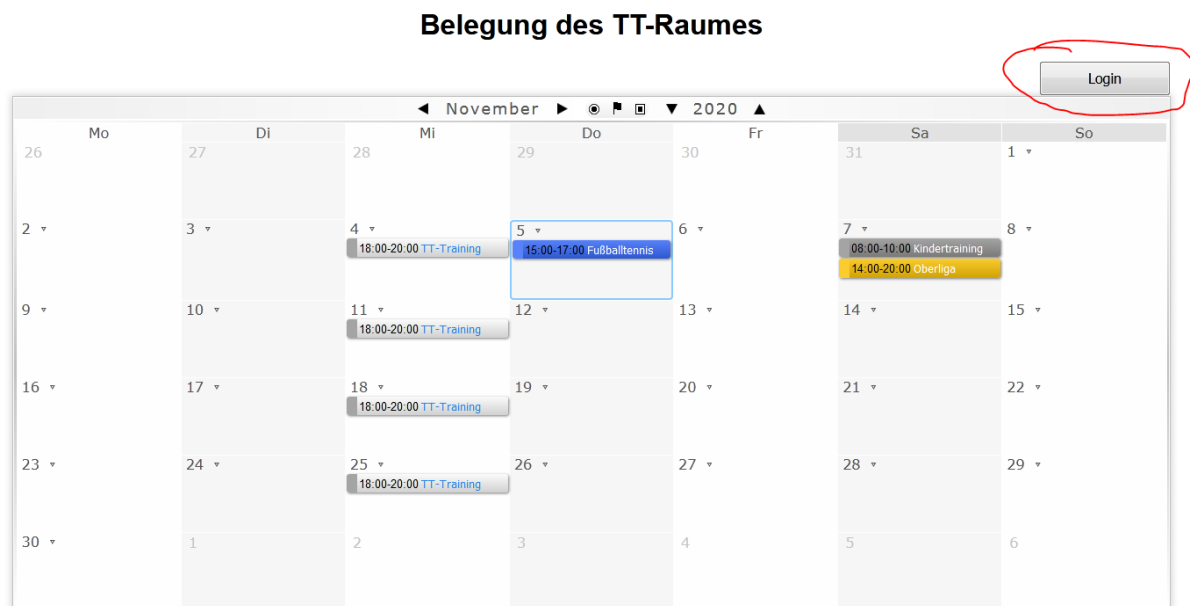 Belegung des TT-Raumes
Login
November 2020
Mo Di Mi Do Fr Sa So
26 27 28 29 30 31 1
2 3 4 5 6 7 8
18:00-20:00 TT-Training 15:00-17:00 Fußballtennis 08:00-10:00 Kindertraining
14:00-20:00 Oberliga
9 10 11 12 13 14 15
18:00-20:00 TT-Training
16 17 18 19 20 21 22
18:00-20:00 TT-Training
23 24 25 26 27 28 29
18:00-20:00 TT-Training
30 1 2 3 4 5 6